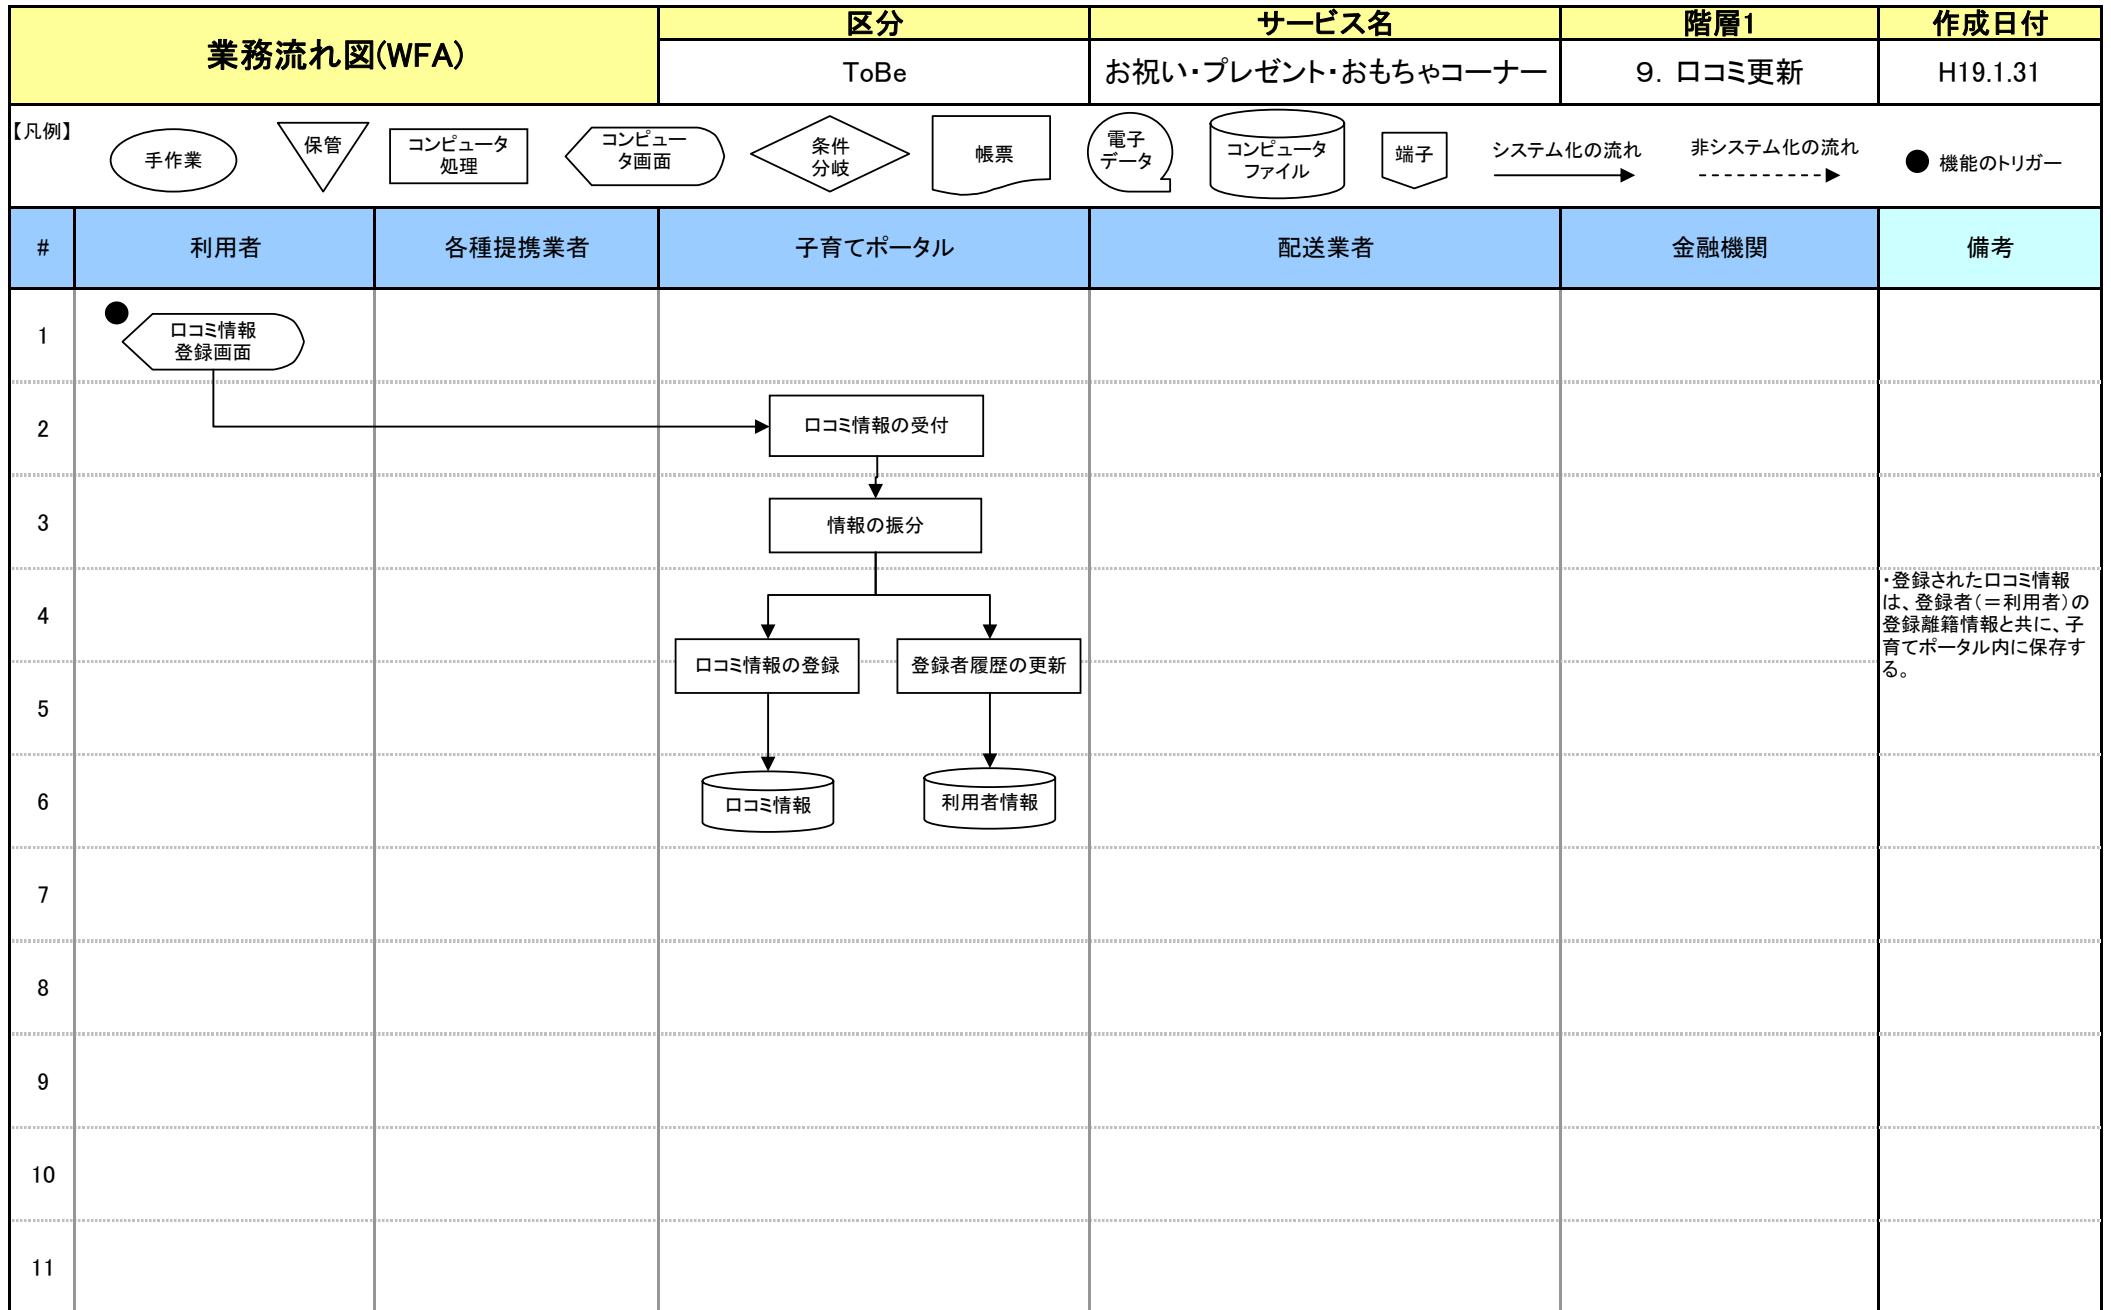 業務流れ図(WFA)
区分
サービス名
階層1
作成日付
ToBe
お祝い・プレゼント・おもちゃコーナー
９．口コミ更新
H19.1.31
【凡例】
手作業
保管
コンピュータ
処理
コンピュー
タ画面
条件
分岐
帳票
電子
データ
コンピュータ
ファイル
端子
システム化の流れ
非システム化の流れ
● 機能のトリガー
#
利用者
各種提携業者
子育てポータル
配送業者
金融機関
備考
1
口コミ情報
登録画面
2
口コミ情報の受付
3
情報の振分
4
・登録された口コミ情報
は、登録者（＝利用者）の
登録離籍情報と共に、子
育てポータル内に保存す
る。
口コミ情報の登録
登録者履歴の更新
5
6
口コミ情報
利用者情報
7
8
9
10
11